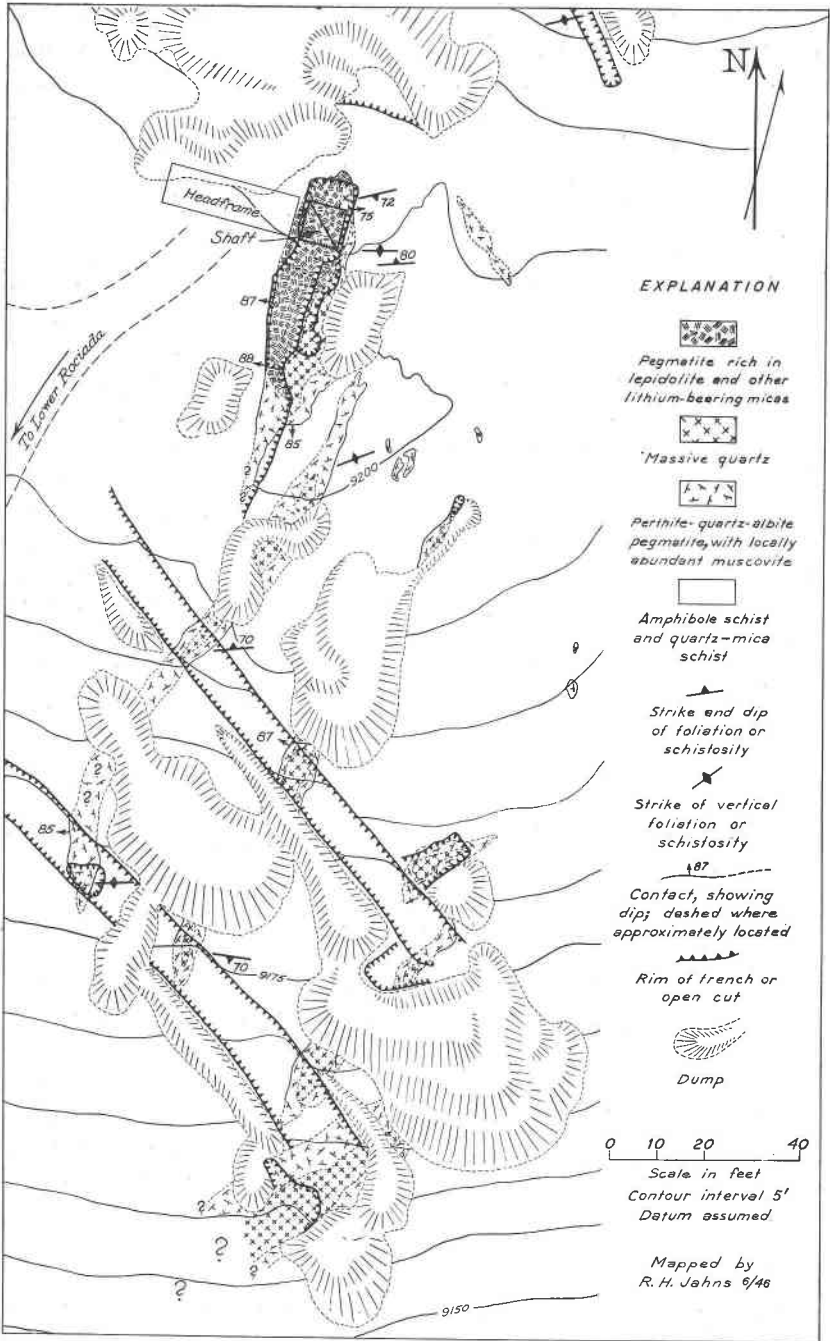 N
Headframe
Shaft
72
75
80
87
88
85
To Lower Rociada
9200
?
?
70
87
?
?
85
70
9175
?
?
?
?
9150
EXPLANATION
Pegmatite rich in
lepidolite and other
lithium-bearing micas
Massive quartz
Perthite-quartz-albite
pegmatite, with locally
abundant muscovite
Amphibole schist
and quartz-mica
schist
Strike and dip
of foliation or
schistosity
Strike of vertical
foliation or
schistosity
87
Contact, showing
dip; dashed where
approximately located
Rim of trench or
open cut
Dump
0 10 20 40
Scale in feet
Contour interval 5'
Datum assumed
Mapped by
R. H. Jahns 6/46